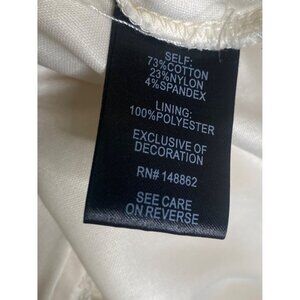 SELF:
73%COTTON
23%NYLON
4%SPANDEX
LINING:
100%POLYESTER
EXCLUSIVE OF
DECORATION
RN# 148862
SEE CARE
ON REVERSE